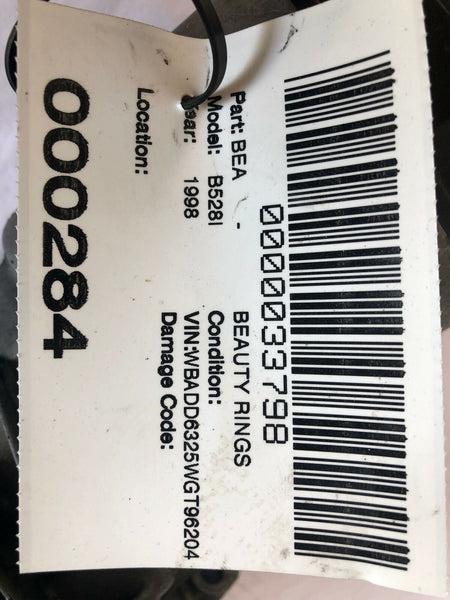 0000033798
Part: BEA - BEAUTY RINGS
Model: B528I Condition:
Year: 1998 VIN:WBADD6325WGT96204
Damage Code:
Location:
000284